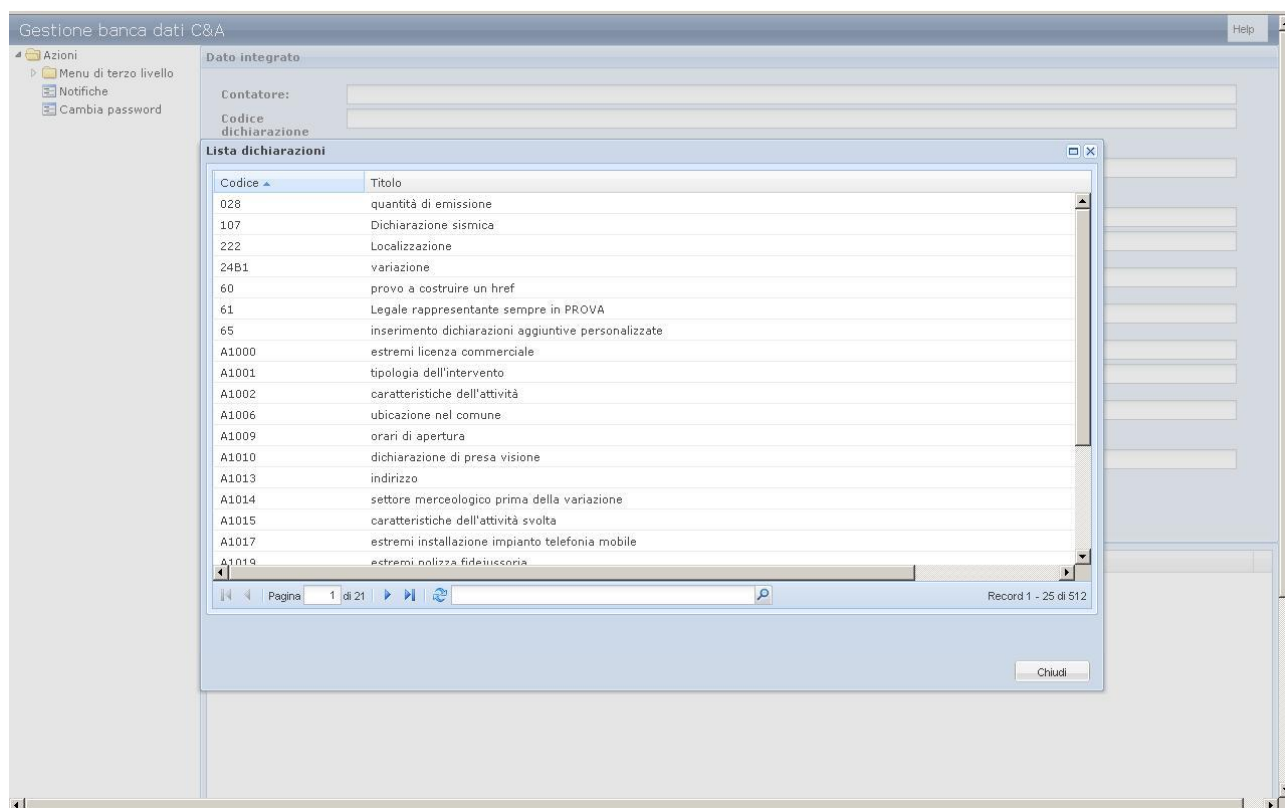 Gestione banca dati C&A
Help
Azioni
Menu di terzo livello
Notifiche
Cambia password
Dato integrato
Contatore:
Codice
dichiarazione
Lista dichiarazioni
Codice Titolo
028 quantità di emissione
107 Dichiarazione sismica
222 Localizzazione
24B1 variazione
60 provo a costruire un href
61 Legale rappresentante sempre in PROVA
65 inserimento dichiarazioni aggiuntive personalizzate
A1000 estremi licenza commerciale
A1001 tipologia dell'intervento
A1002 caratteristiche dell'attività
A1006 ubicazione nel comune
A1009 orari di apertura
A1010 dichiarazione di presa visione
A1013 indirizzo
A1014 settore merceologico prima della variazione
A1015 caratteristiche dell'attività svolta
A1017 estremi installazione impianto telefonia mobile
A1019 estremi polizza fidejussoria
Pagina 1 di 21 Record 1 - 25 di 512
Chiudi